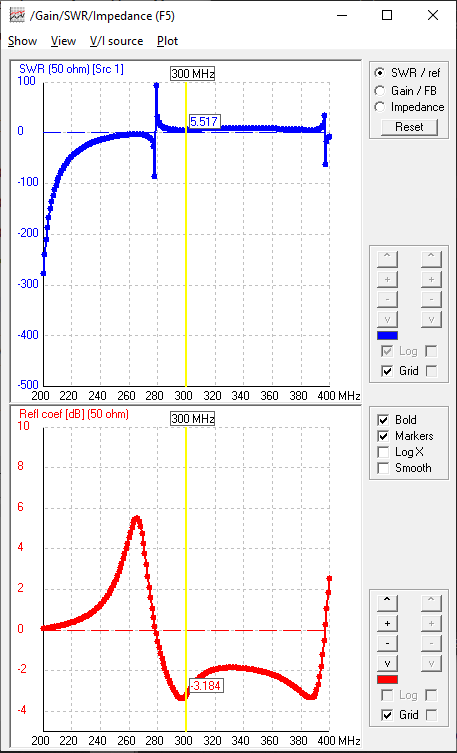 /Gain/SWR/Impedance (F5)
Show View V/I source Plot
SWR (50 ohm) [Src 1]
300 MHz
100
0
-100
-200
-300
-400
-500
5.517
200 220 240 260 280 300 320 340 360 380 400 MHz
Refl coef [dB] (50 ohm)
300 MHz
10
8
6
4
2
0
-2
-4
-3.184
200 220 240 260 280 300 320 340 360 380 400 MHz
SWR / ref
Gain / FB
Impedance
Reset
^ ^
+ +
- -
v v
Log
Grid
Bold
Markers
Log X
Smooth
^ ^
+ +
- -
v v
Log
Grid